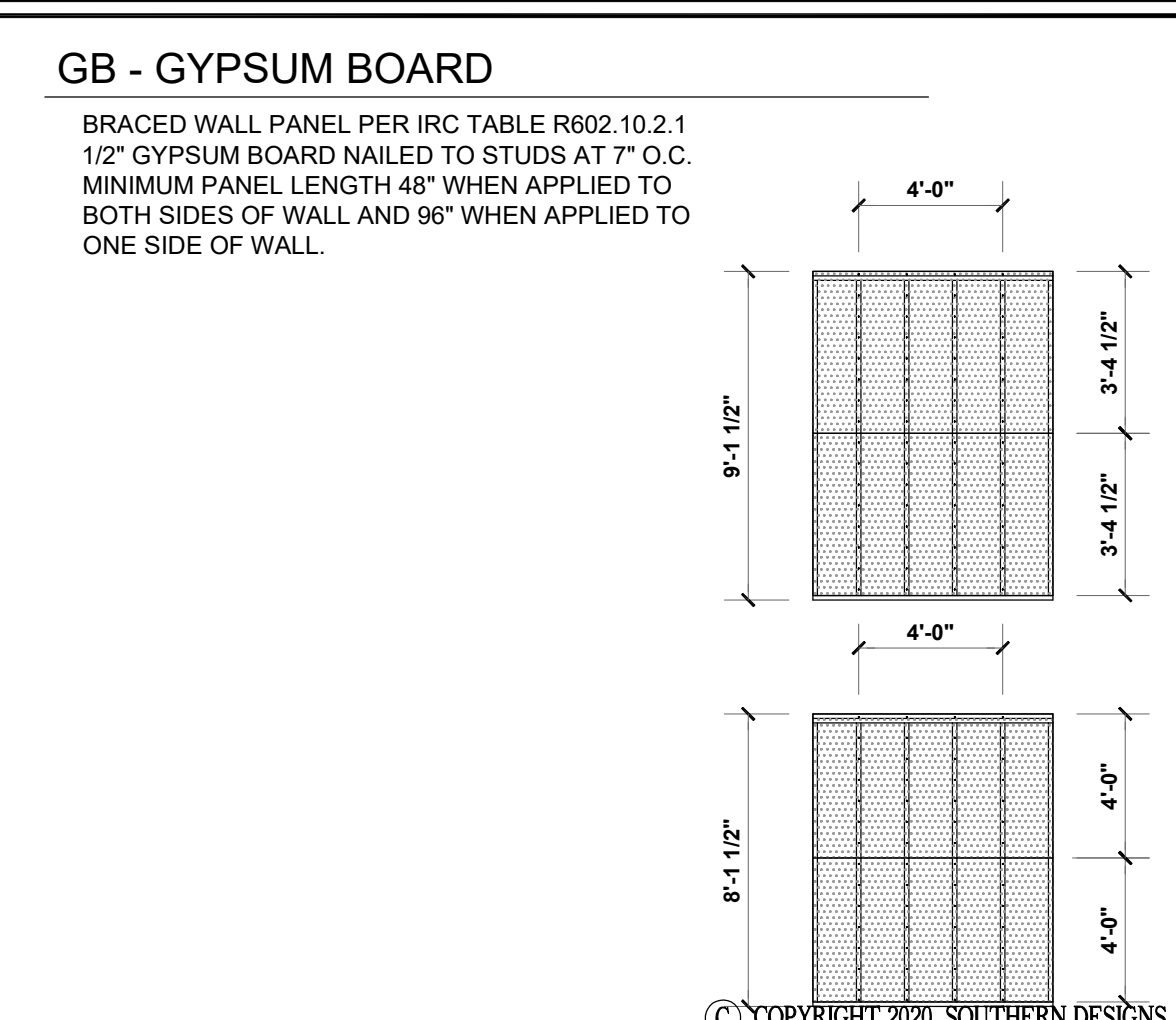 GB - GYPSUM BOARD
BRACED WALL PANEL PER IRC TABLE R602.10.2.1
1/2" GYPSUM BOARD NAILED TO STUDS AT 7" O.C.
MINIMUM PANEL LENGTH 48" WHEN APPLIED TO
BOTH SIDES OF WALL AND 96" WHEN APPLIED TO
ONE SIDE OF WALL.
4'-0"
9'-1 1/2"
3'-4 1/2"
3'-4 1/2"
4'-0"
8'-1 1/2"
4'-0"
4'-0"
© COPYRIGHT 2020 SOUTHERN DESIGNS